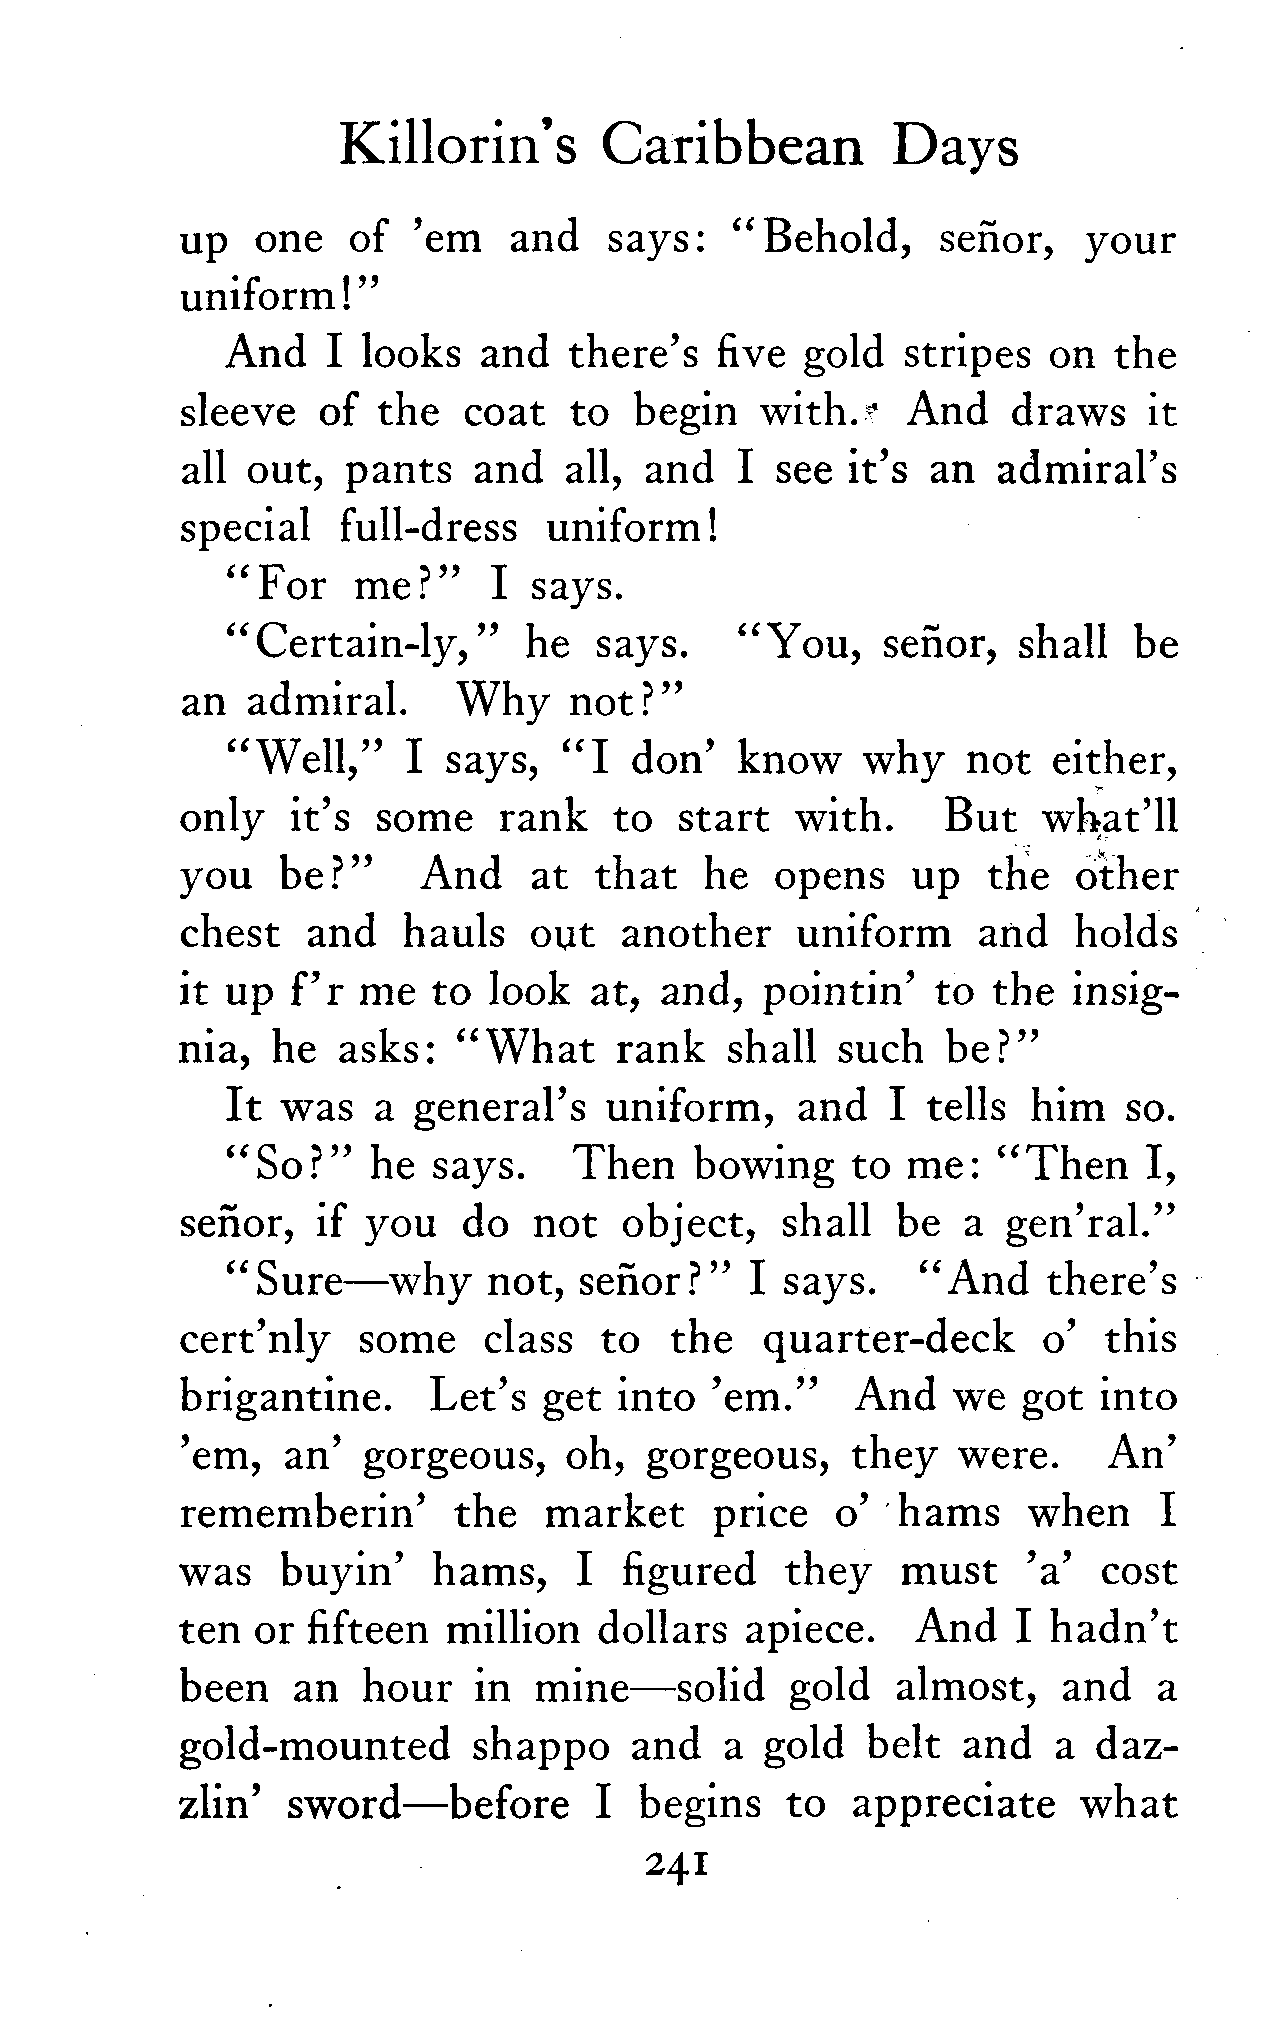 Killorin's Caribbean Days
up one of 'em and says: "Behold, señor, your
uniform!"
And I looks and there's five gold stripes on the
sleeve of the coat to begin with. And draws it
all out, pants and all, and I see it's an admiral's
special full-dress uniform!
"For me?" I says.
"Certain-ly," he says. "You, señor, shall be
an admiral. Why not?"
"Well," I says, "I don' know why not either,
only it's some rank to start with. But what'll
you be?" And at that he opens up the other
chest and hauls out another uniform and holds
it up f'r me to look at, and, pointin' to the insig-
nia, he asks: "What rank shall such be?"
It was a general's uniform, and I tells him so.
"So?" he says. Then bowing to me: "Then I,
señor, if you do not object, shall be a gen'ral."
"Sure—why not, señor?" I says. "And there's
cert'nly some class to the quarter-deck o' this
brigantine. Let's get into 'em." And we got into
'em, an' gorgeous, oh, gorgeous, they were. An'
rememberin' the market price o' hams when I
was buyin' hams, I figured they must 'a' cost
ten or fifteen million dollars apiece. And I hadn't
been an hour in mine—solid gold almost, and a
gold-mounted shappo and a gold belt and a daz-
zlin' sword—before I begins to appreciate what
241